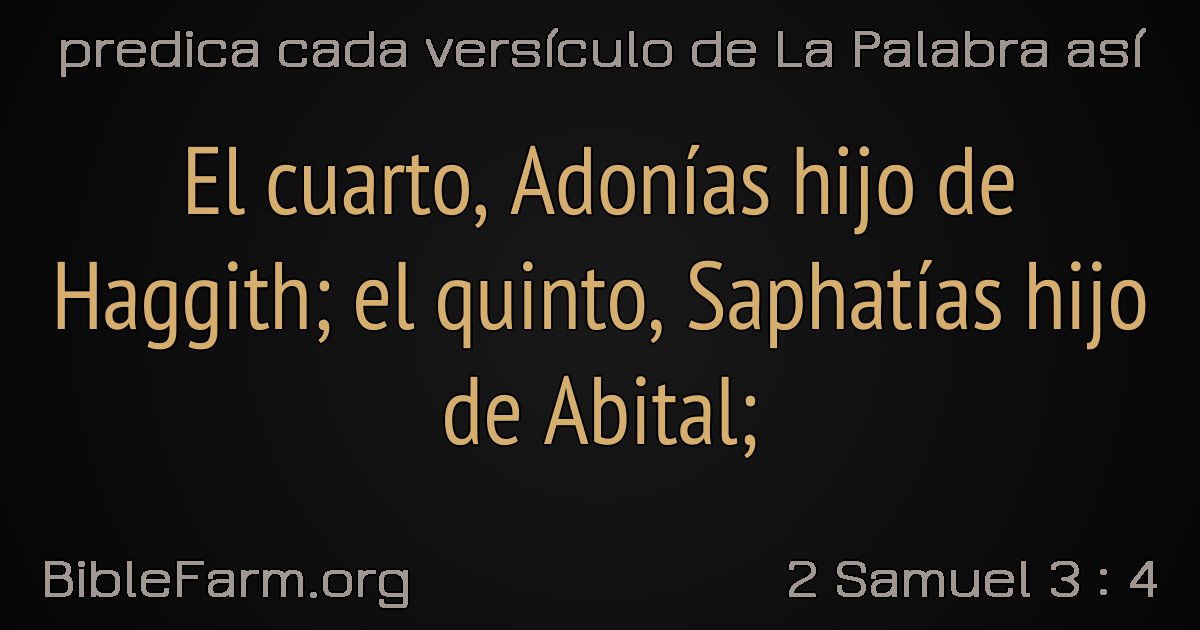 predica cada versículo de La Palabra así
El cuarto, Adonías hijo de
Haggith; el quinto, Saphatías hijo
de Abital;
BibleFarm.org
2 Samuel 3 : 4